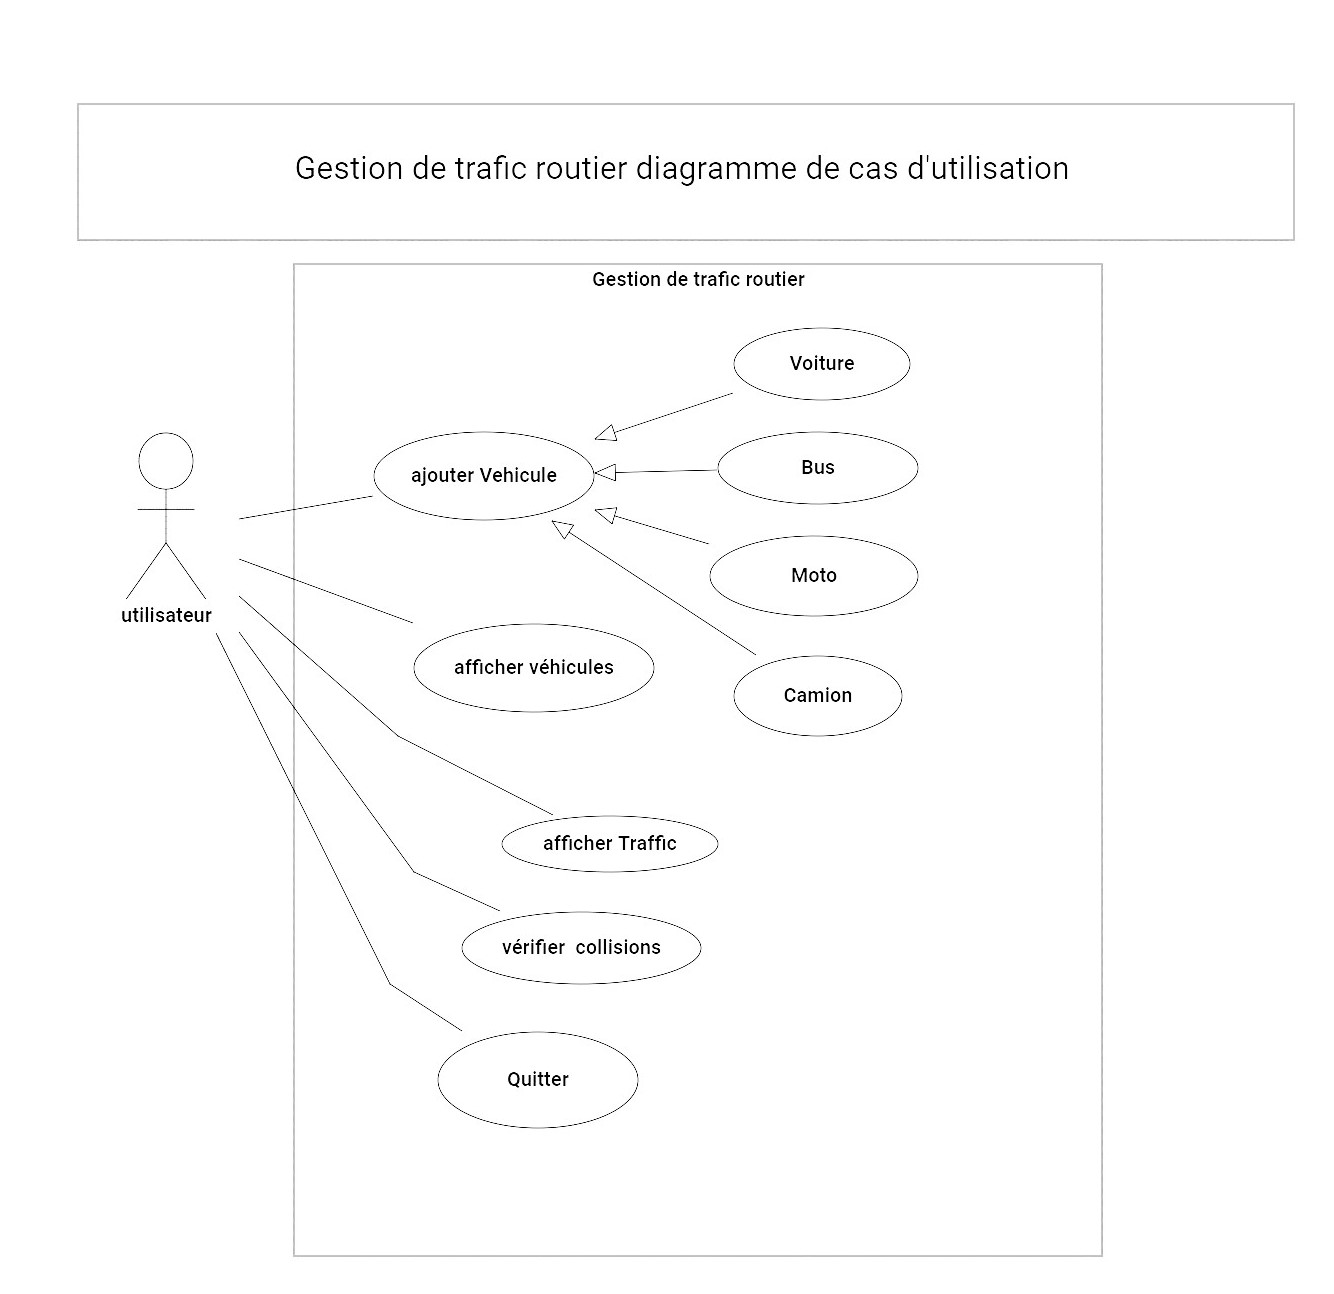 Gestion de trafic routier diagramme de cas d'utilisation
Gestion de trafic routier
Voiture
ajouter Vehicule
Bus
Moto
utilisateur
afficher véhicules
Camion
afficher Traffic
vérifier  collisions
Quitter